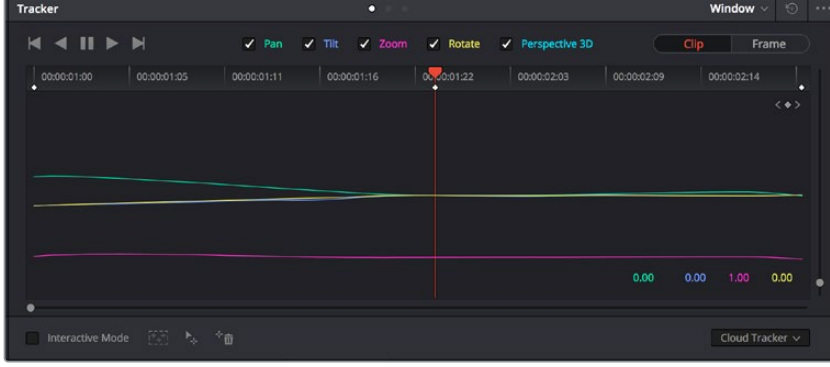 Tracker Window
Pan Tilt Zoom Rotate Perspective 3D Clip Frame
00:00:01:00 00:00:01:05 00:00:01:11 00:00:01:16 00:00:01:22 00:00:02:03 00:00:02:09 00:00:02:14
0.00 0.00 1.00 0.00
Interactive Mode Cloud Tracker